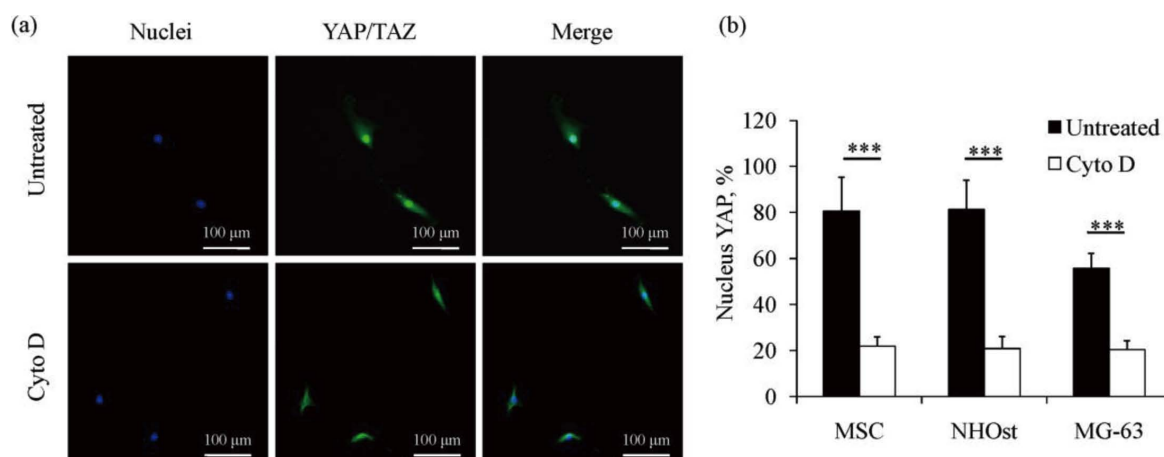 (a)
Nuclei YAP/TAZ Merge
Untreated
100 μm 100 μm 100 μm
Cyto D
100 μm 100 μm 100 μm
(b)
Nucleus YAP, %
120
100
80
60
40
20
0
*** *** ***
Untreated
Cyto D
MSC NHOst MG-63